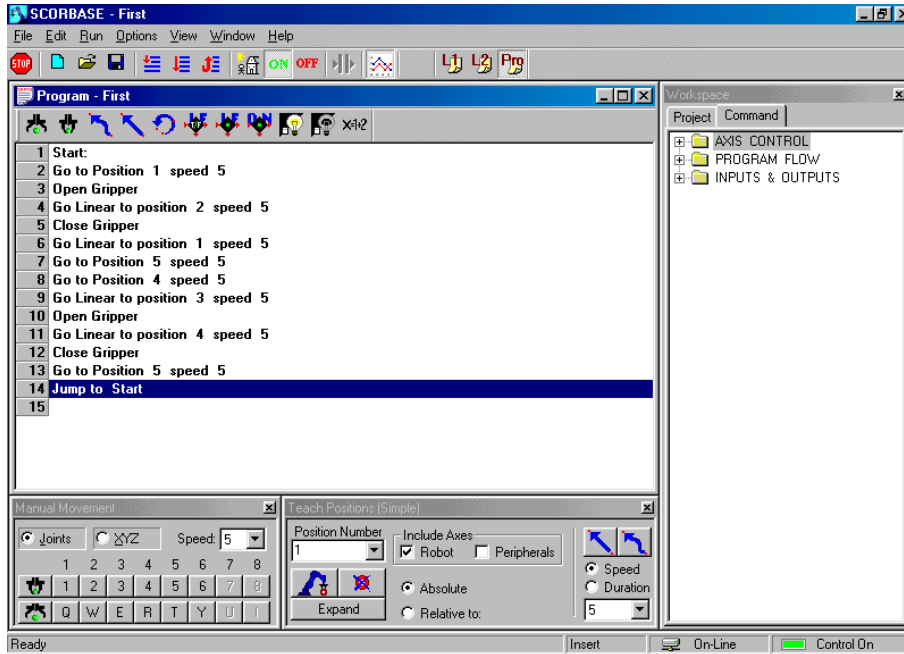 SCORBASE - First
File Edit Run Options View Window Help
STOP ON OFF L1 L2 Prg
Program - First
X=1+2
1 Start:
2 Go to Position 1 speed 5
3 Open Gripper
4 Go Linear to position 2 speed 5
5 Close Gripper
6 Go Linear to position 1 speed 5
7 Go to Position 5 speed 5
8 Go to Position 4 speed 5
9 Go Linear to position 3 speed 5
10 Open Gripper
11 Go Linear to position 4 speed 5
12 Close Gripper
13 Go to Position 5 speed 5
14 Jump to Start
15
Workspace
Project Command
AXIS CONTROL
PROGRAM FLOW
INPUTS & OUTPUTS
Manual Movement
Joints XYZ Speed: 5
1 2 3 4 5 6 7 8
1 2 3 4 5 6 7 8
Q W E R T Y U I
Teach Positions (Simple)
Position Number
1
Expand
Include Axes
Robot Peripherals
Absolute
Relative to:
Speed
Duration
5
Ready Insert On-Line Control On